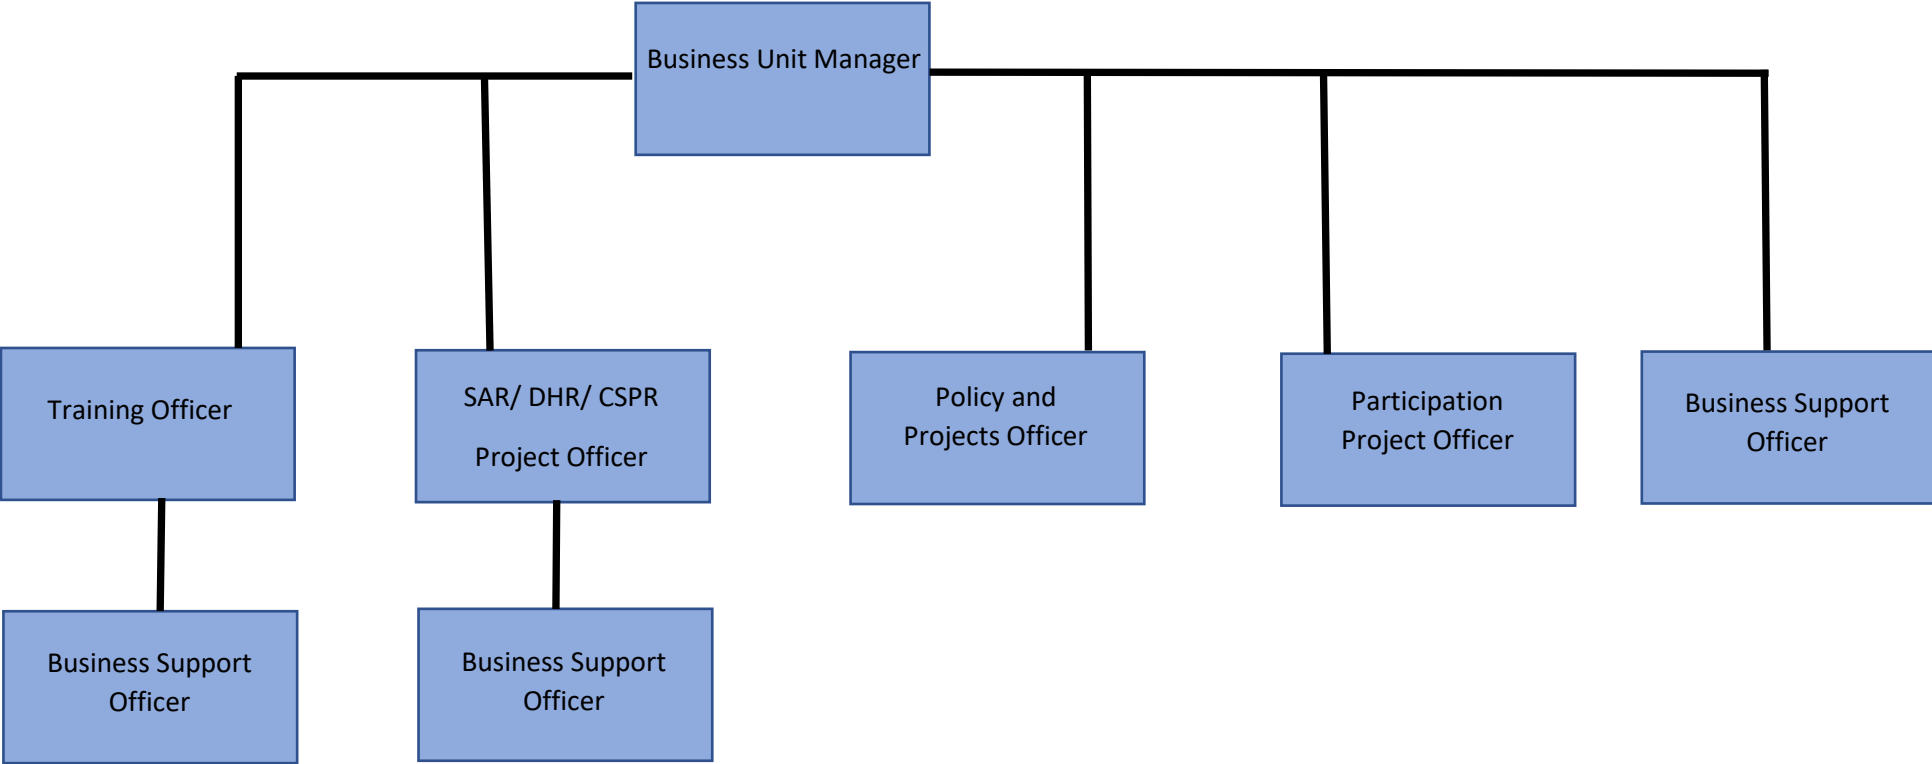 Business Unit Manager
Training Officer
SAR/ DHR/ CSPR
Project Officer
Policy and
Projects Officer
Participation
Project Officer
Business Support
Officer
Business Support
Officer
Business Support
Officer